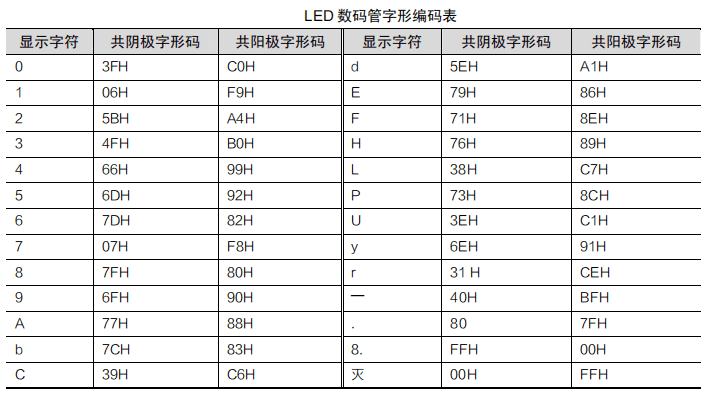 LED 数码管字形编码表
显示字符 共阴极字形码 共阳极字形码 显示字符 共阴极字形码 共阳极字形码
0 3FH C0H d 5EH A1H
1 06H F9H E 79H 86H
2 5BH A4H F 71H 8EH
3 4FH B0H H 76H 89H
4 66H 99H L 38H C7H
5 6DH 92H P 73H 8CH
6 7DH 82H U 3EH C1H
7 07H F8H y 6EH 91H
8 7FH 80H r 31 H CEH
9 6FH 90H — 40H BFH
A 77H 88H . 80 7FH
b 7CH 83H 8. FFH 00H
C 39H C6H 灭 00H FFH